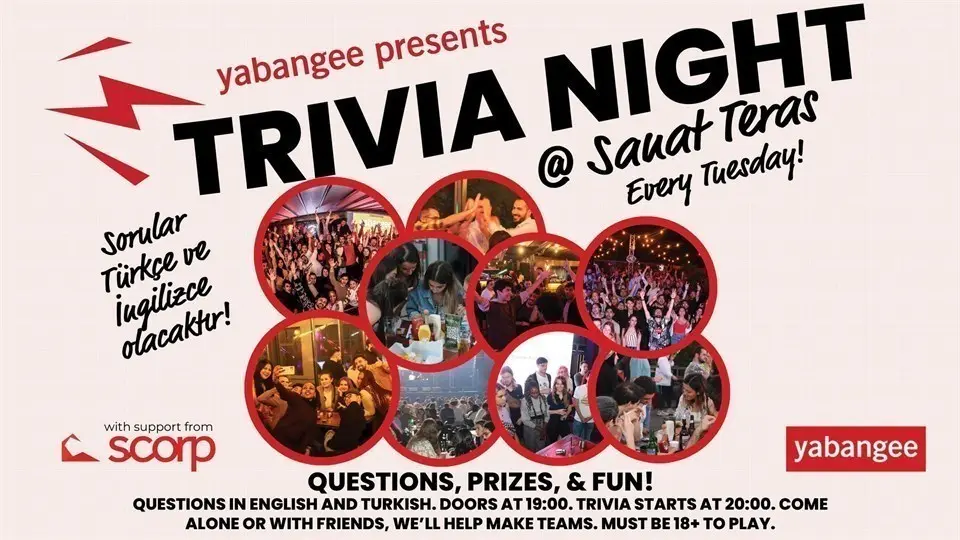 yabangee presents
TRIVIA NIGHT
@ Sanat Teras
Every Tuesday!
Sorular
Türkçe ve
İngilizce
olacaktır!
with support from
scorp
yabangee
QUESTIONS, PRIZES, & FUN!
QUESTIONS IN ENGLISH AND TURKISH. DOORS AT 19:00. TRIVIA STARTS AT 20:00. COME
ALONE OR WITH FRIENDS, WE'LL HELP MAKE TEAMS. MUST BE 18+ TO PLAY.